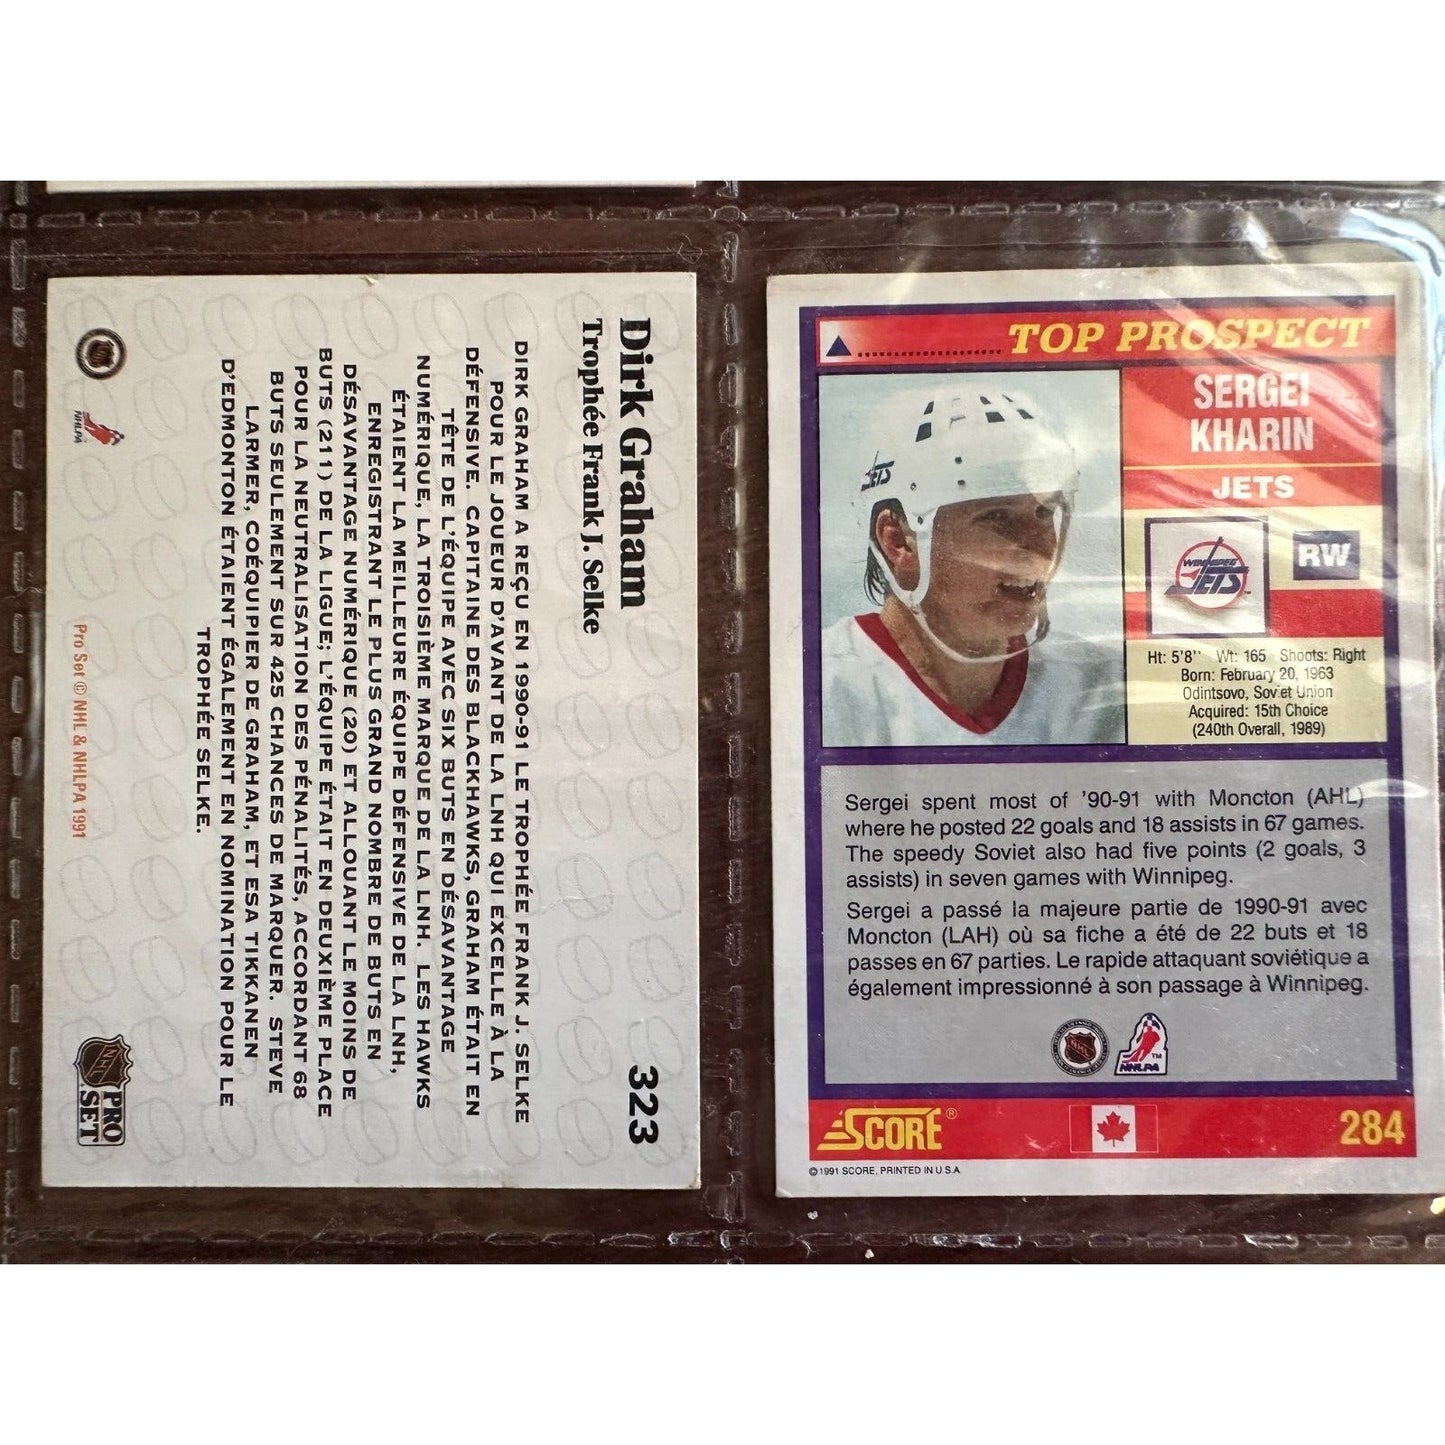 Dirk Graham
323
Trophée Frank J. Selke
DIRK GRAHAM A REÇU EN 1990-91 LE TROPHÉE FRANK J. SELKE
POUR LE JOUEUR D'AVANT DE LA LNH QUI EXCELLE À LA
DÉFENSIVE. CAPITAINE DES BLACKHAWKS, GRAHAM ÉTAIT EN
TÊTE DE L'ÉQUIPE AVEC SIX BUTS EN DÉSAVANTAGE
NUMÉRIQUE, LA TROISIÈME MARQUE DE LA LNH. LES HAWKS
ÉTAIENT LA MEILLEURE ÉQUIPE DÉFENSIVE DE LA LNH,
ENREGISTRANT LE PLUS GRAND NOMBRE DE BUTS EN
DÉSAVANTAGE NUMÉRIQUE (20) ET ALLOUANT LE MOINS DE
BUTS (211) DE LA LIGUE; L'ÉQUIPE ÉTAIT EN DEUXIÈME PLACE
POUR LA NEUTRALISATION DES PÉNALITÉS, ACCORDANT 68
BUTS SEULEMENT SUR 425 CHANCES DE MARQUER. STEVE
LARMER, COÉQUIPIER DE GRAHAM, ET ESA TIKKANEN
D'EDMONTON ÉTAIENT ÉGALEMENT EN NOMINATION POUR LE
TROPHÉE SELKE.
NHLPA
Pro Set © NHL & NHLPA 1991
NHL
PRO
SET
TOP PROSPECT
SERGEI
KHARIN
JETS
JETS
WINNIPEG
JETS
RW
Ht: 5'8" Wt: 165 Shoots: Right
Born: February 20, 1963
Odintsovo, Soviet Union
Acquired: 15th Choice
(240th Overall, 1989)
Sergei spent most of '90-91 with Moncton (AHL)
where he posted 22 goals and 18 assists in 67 games.
The speedy Soviet also had five points (2 goals, 3
assists) in seven games with Winnipeg.
Sergei a passé la majeure partie de 1990-91 avec
Moncton (LAH) où sa fiche a été de 22 buts et 18
passes en 67 parties. Le rapide attaquant soviétique a
également impressionné à son passage à Winnipeg.
NHL
NHLPA
TM
SCORE®
284
© 1991 SCORE, PRINTED IN U.S.A.